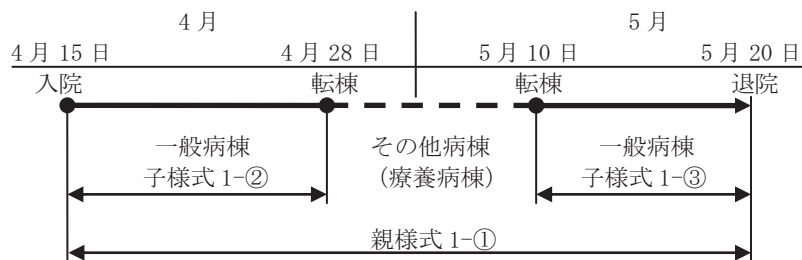 4月 5月
4月15日 4月28日 5月10日 5月20日
入院 転棟 転棟 退院
一般病棟 その他病棟 一般病棟
子様式1-② (療養病棟) 子様式1-③
親様式1-①